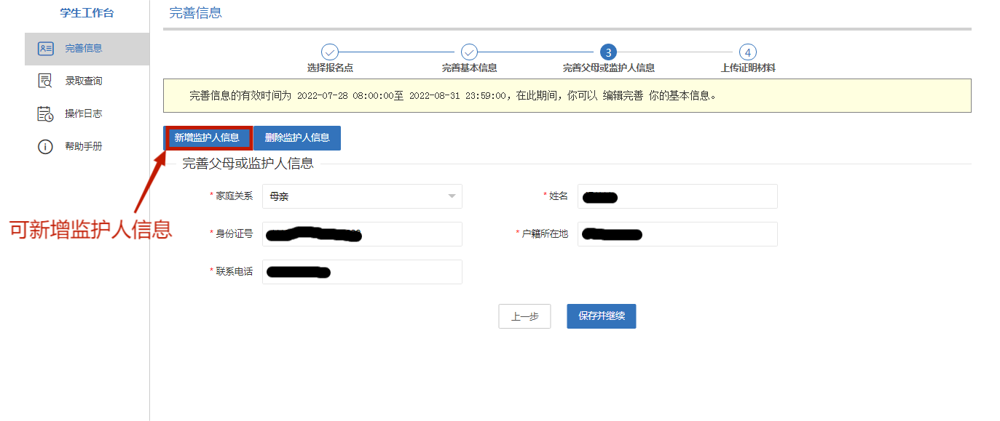 学生工作台
完善信息
录取查询
操作日志
帮助手册
完善信息
3
4
选择报名点
完善基本信息
完善父母或监护人信息
上传证明材料
完善信息的有效时间为 2022-07-28 08:00:00至 2022-08-31 23:59:00，在此期间，你可以 编辑完善 你的基本信息。
新增监护人信息
删除监护人信息
完善父母或监护人信息
* 家庭关系
母亲
* 姓名
* 身份证号
* 户籍所在地
* 联系电话
可新增监护人信息
上一步
保存并继续